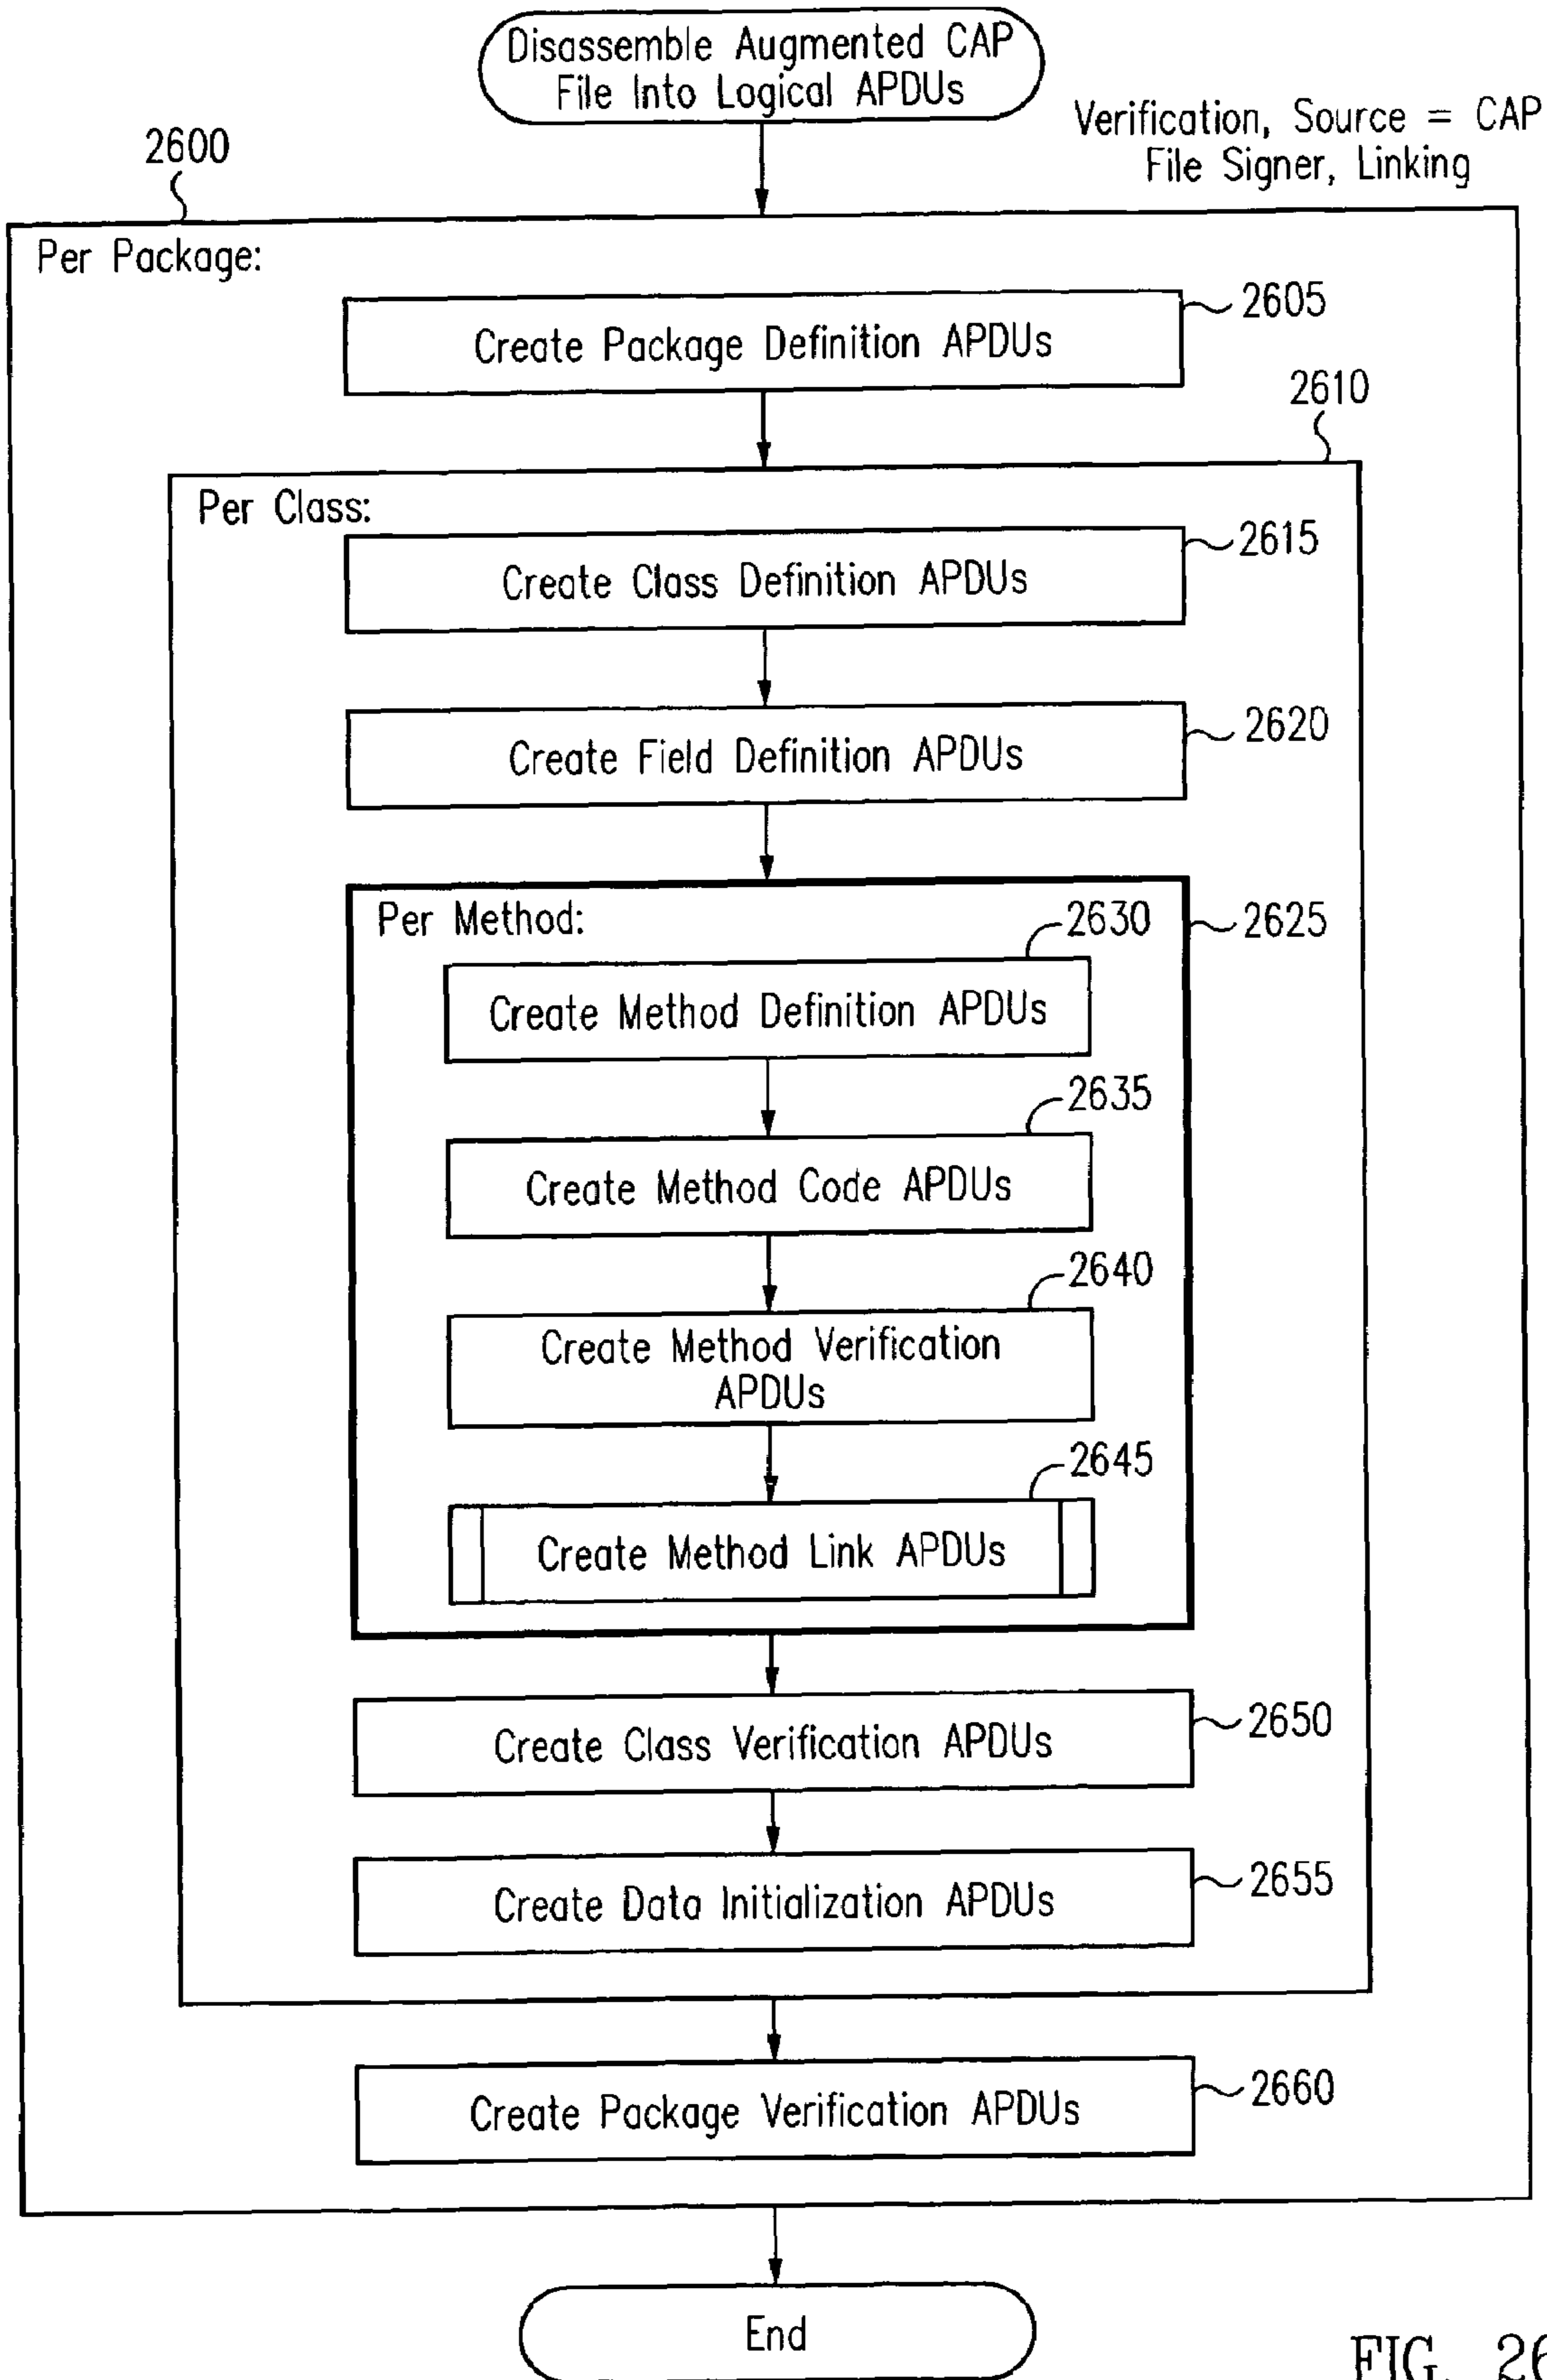 Disassemble Augmented CAP
File Into Logical APDUs
Verification, Source = CAP
File Signer, Linking
2600
Per Package:
2605
Create Package Definition APDUs
2610
Per Class:
2615
Create Class Definition APDUs
2620
Create Field Definition APDUs
Per Method:
2625
2630
Create Method Definition APDUs
2635
Create Method Code APDUs
2640
Create Method Verification
APDUs
2645
Create Method Link APDUs
2650
Create Class Verification APDUs
2655
Create Data Initialization APDUs
2660
Create Package Verification APDUs
End
FIG. 26